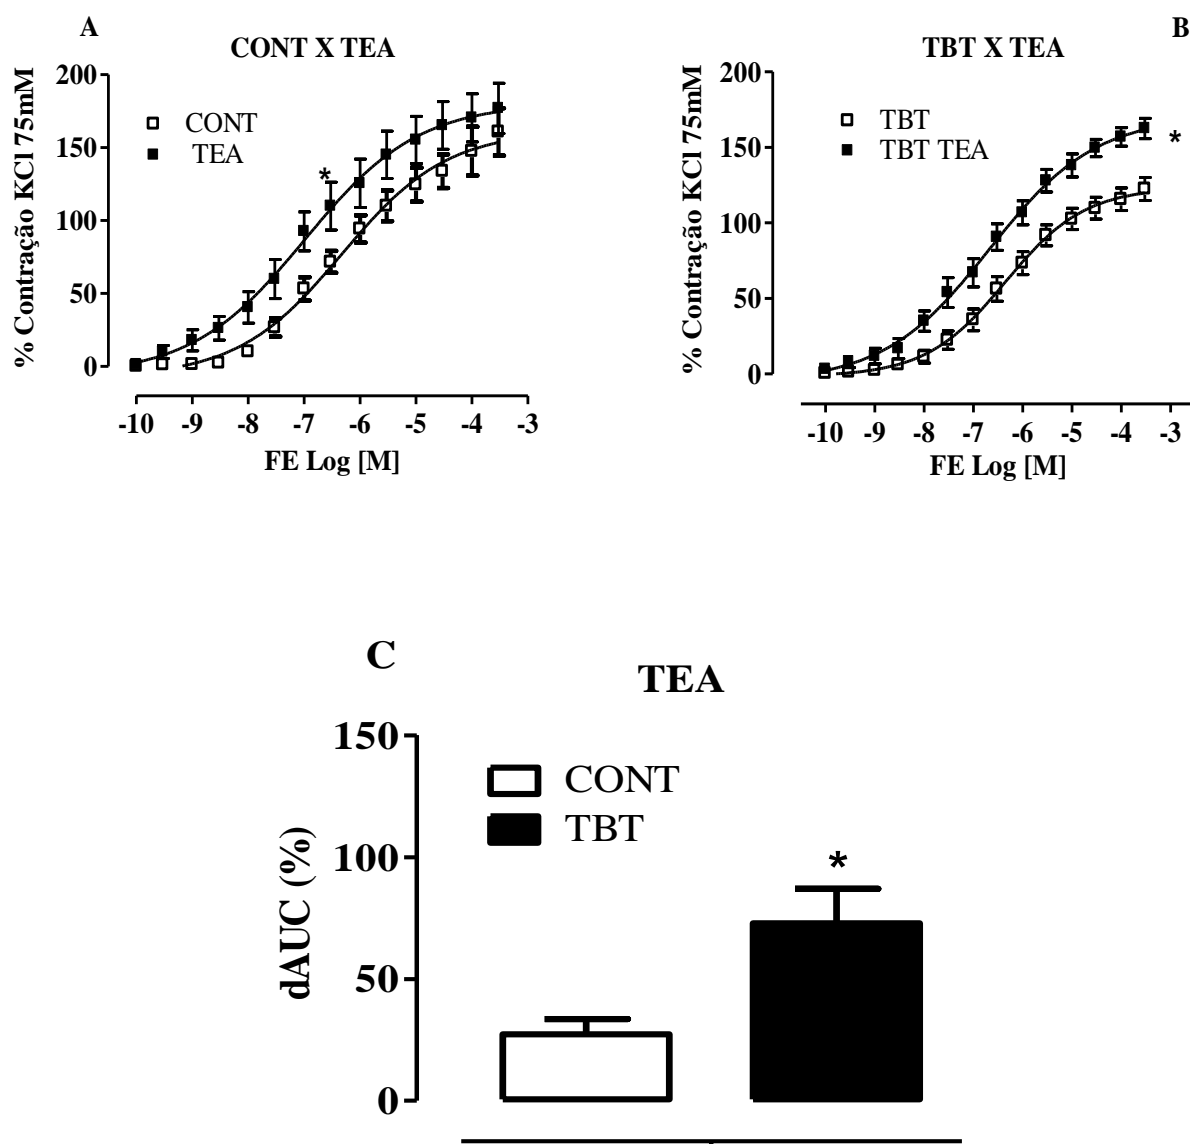 A
CONT X TEA
% Contração KCl 75mM
200
150
100
50
0
CONT
TEA
*
-10 -9 -8 -7 -6 -5 -4 -3
FE Log [M]
B
TBT X TEA
% Contração KCl 75mM
200
150
100
50
0
TBT
TBT TEA
*
-10 -9 -8 -7 -6 -5 -4 -3
FE Log [M]
C
TEA
dAUC (%)
150
100
50
0
CONT
TBT
*